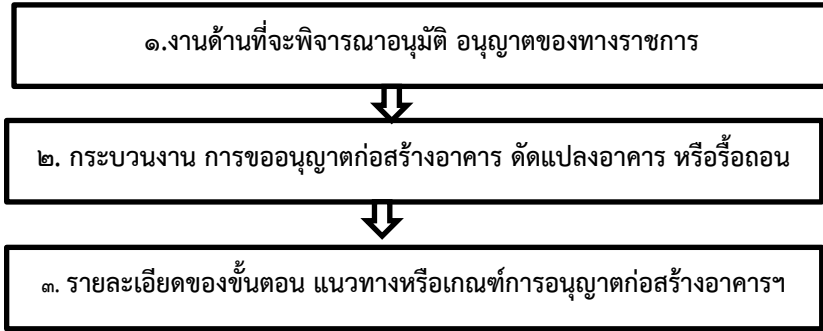 ๑.งานด้านที่จะพิจารณาอนุมัติ อนุญาตของทางราชการ
๒. กระบวนงาน การขออนุญาตก่อสร้างอาคาร ดัดแปลงอาคาร หรือรื้อถอน
๓. รายละเอียดของขั้นตอน แนวทางหรือเกณฑ์การอนุญาตก่อสร้างอาคารฯ